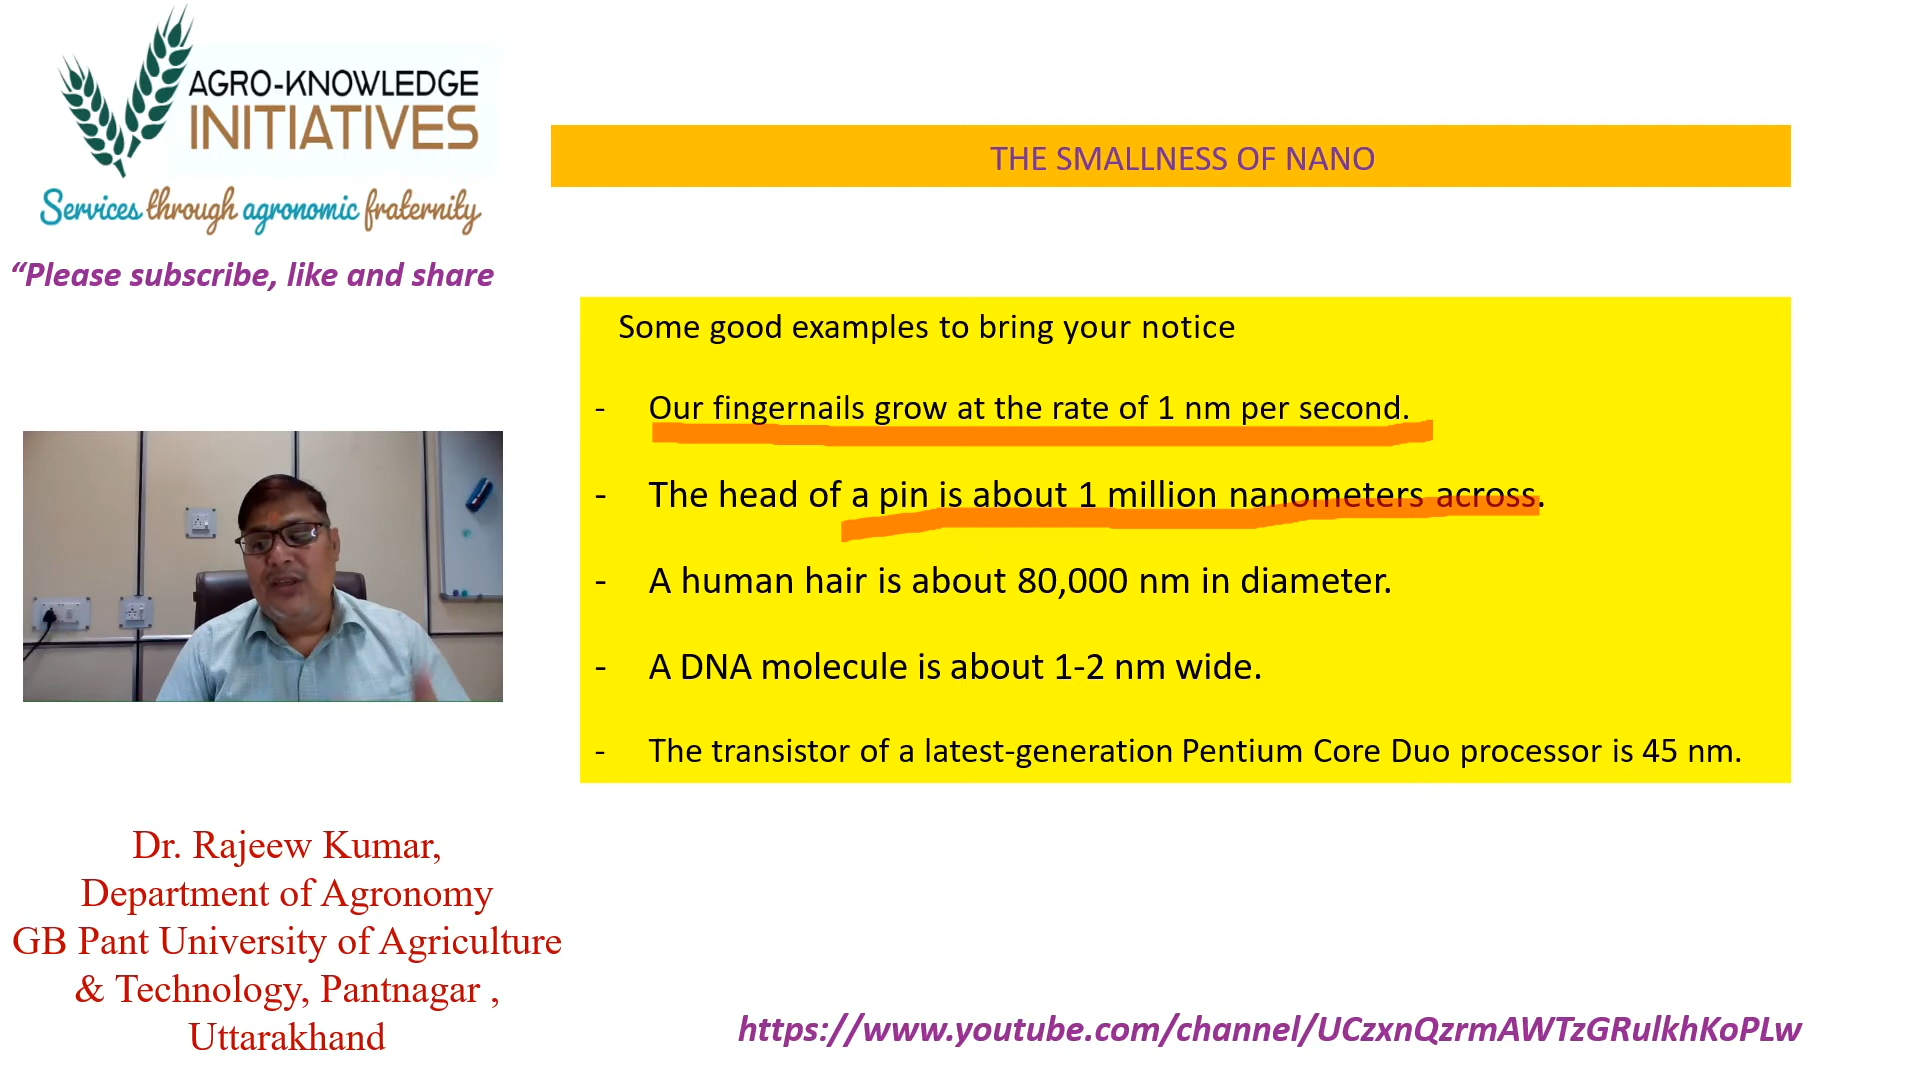 AGRO-KNOWLEDGE
INITIATIVES
Services through agronomic fraternity
“Please subscribe, like and share
THE SMALLNESS OF NANO
Some good examples to bring your notice
- Our fingernails grow at the rate of 1 nm per second.
- The head of a pin is about 1 million nanometers across.
- A human hair is about 80,000 nm in diameter.
- A DNA molecule is about 1-2 nm wide.
- The transistor of a latest-generation Pentium Core Duo processor is 45 nm.
Dr. Rajeew Kumar,
Department of Agronomy
GB Pant University of Agriculture
& Technology, Pantnagar ,
Uttarakhand
https://www.youtube.com/channel/UCzxnQzrmAWTzGRulkhKoPLw